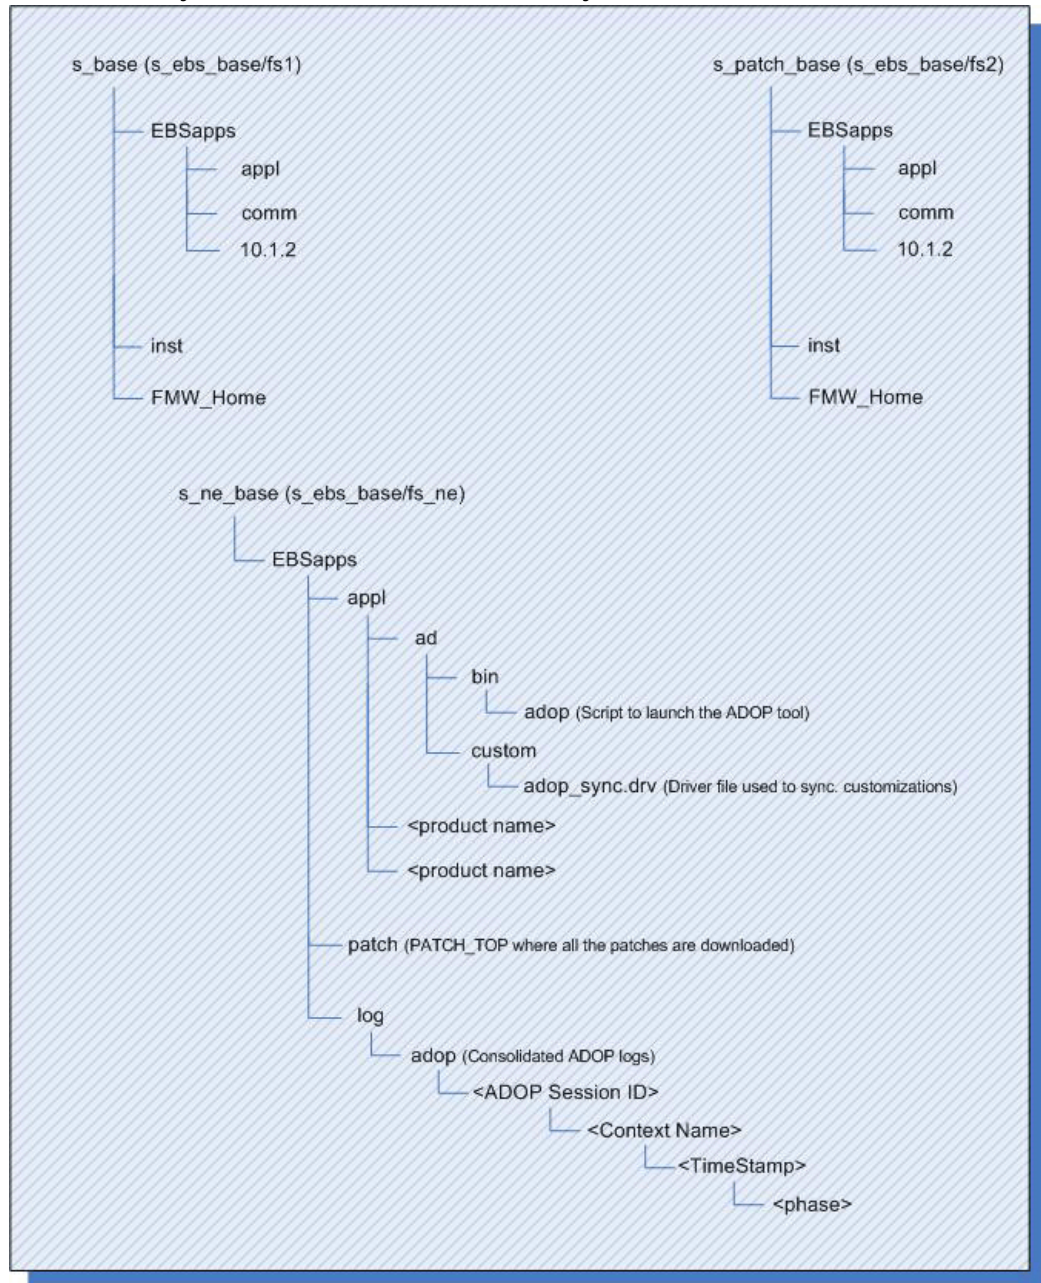 s_base (s_ebs_base/fs1)
EBSapps
appl
comm
10.1.2
inst
FMW_Home
s_patch_base (s_ebs_base/fs2)
EBSapps
appl
comm
10.1.2
inst
FMW_Home
s_ne_base (s_ebs_base/fs_ne)
EBSapps
appl
ad
bin
adop (Script to launch the ADOP tool)
custom
adop_sync.drv (Driver file used to sync. customizations)
<product name>
<product name>
patch (PATCH_TOP where all the patches are downloaded)
log
adop (Consolidated ADOP logs)
<ADOP Session ID>
<Context Name>
<TimeStamp>
<phase>